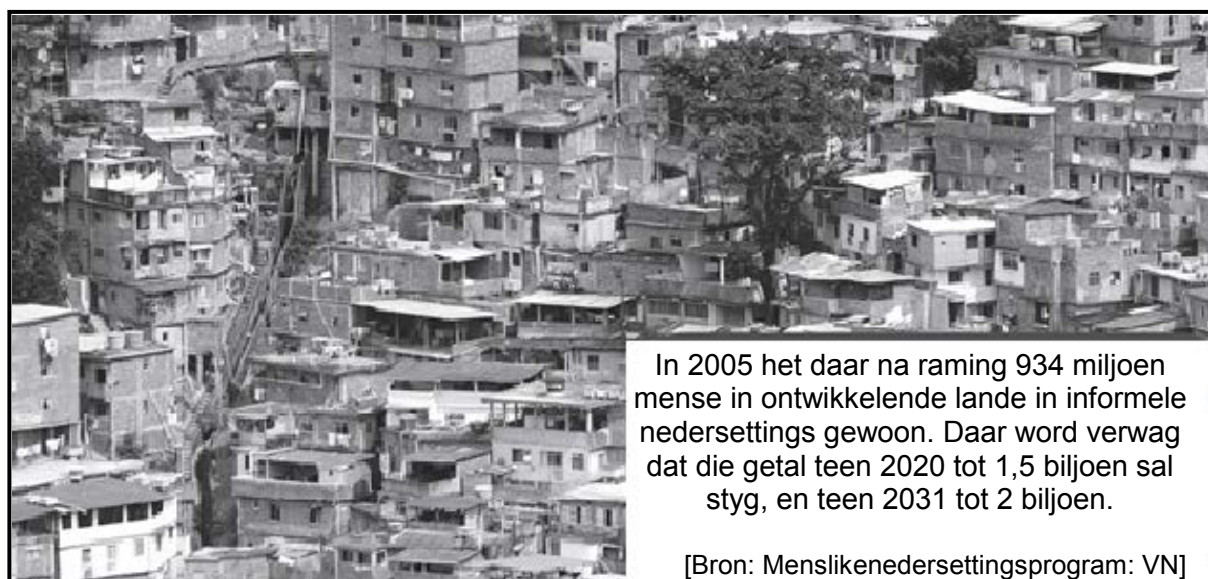 In 2005 het daar na raming 934 miljoen
mense in ontwikkelende lande in informele
nedersettings gewoon. Daar word verwag
dat die getal teen 2020 tot 1,5 biljoen sal
styg, en teen 2031 tot 2 biljoen.
[Bron: Menslikenedersettingsprogram: VN]